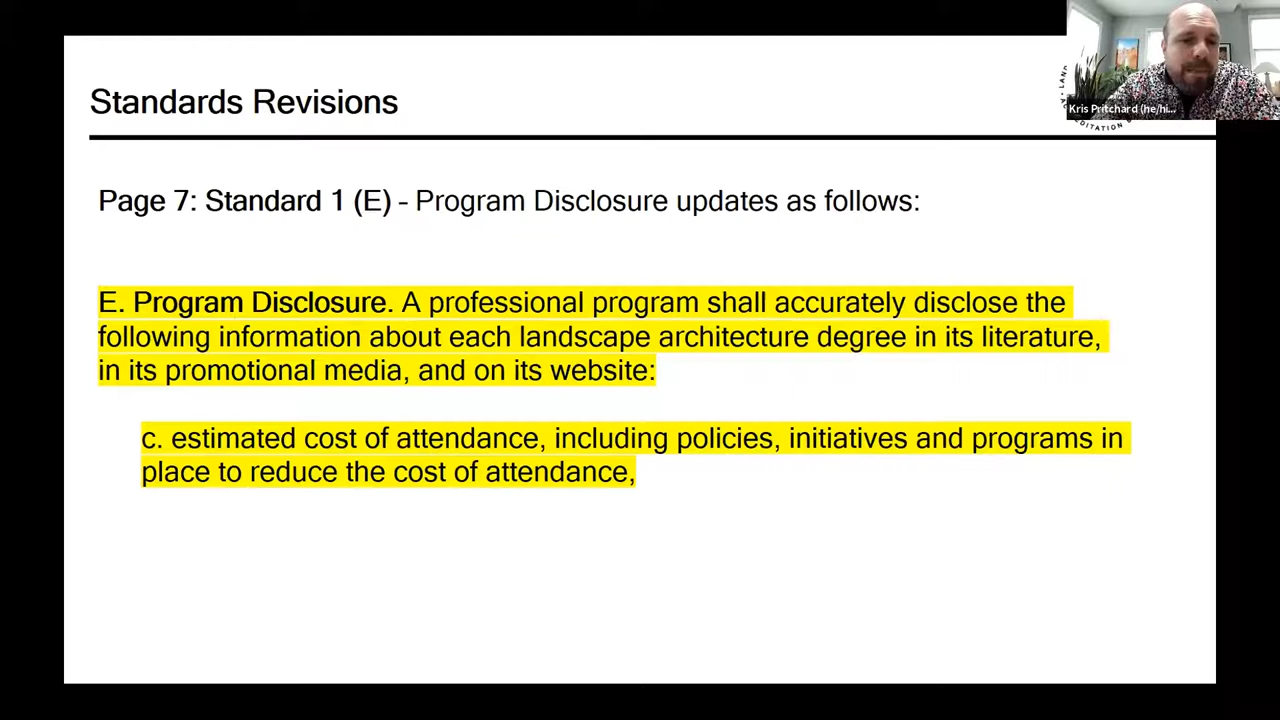 Standards Revisions
Kris Pritchard (he/hi...
Page 7: Standard 1 (E) - Program Disclosure updates as follows:
E. Program Disclosure. A professional program shall accurately disclose the
following information about each landscape architecture degree in its literature,
in its promotional media, and on its website:
c. estimated cost of attendance, including policies, initiatives and programs in
place to reduce the cost of attendance,